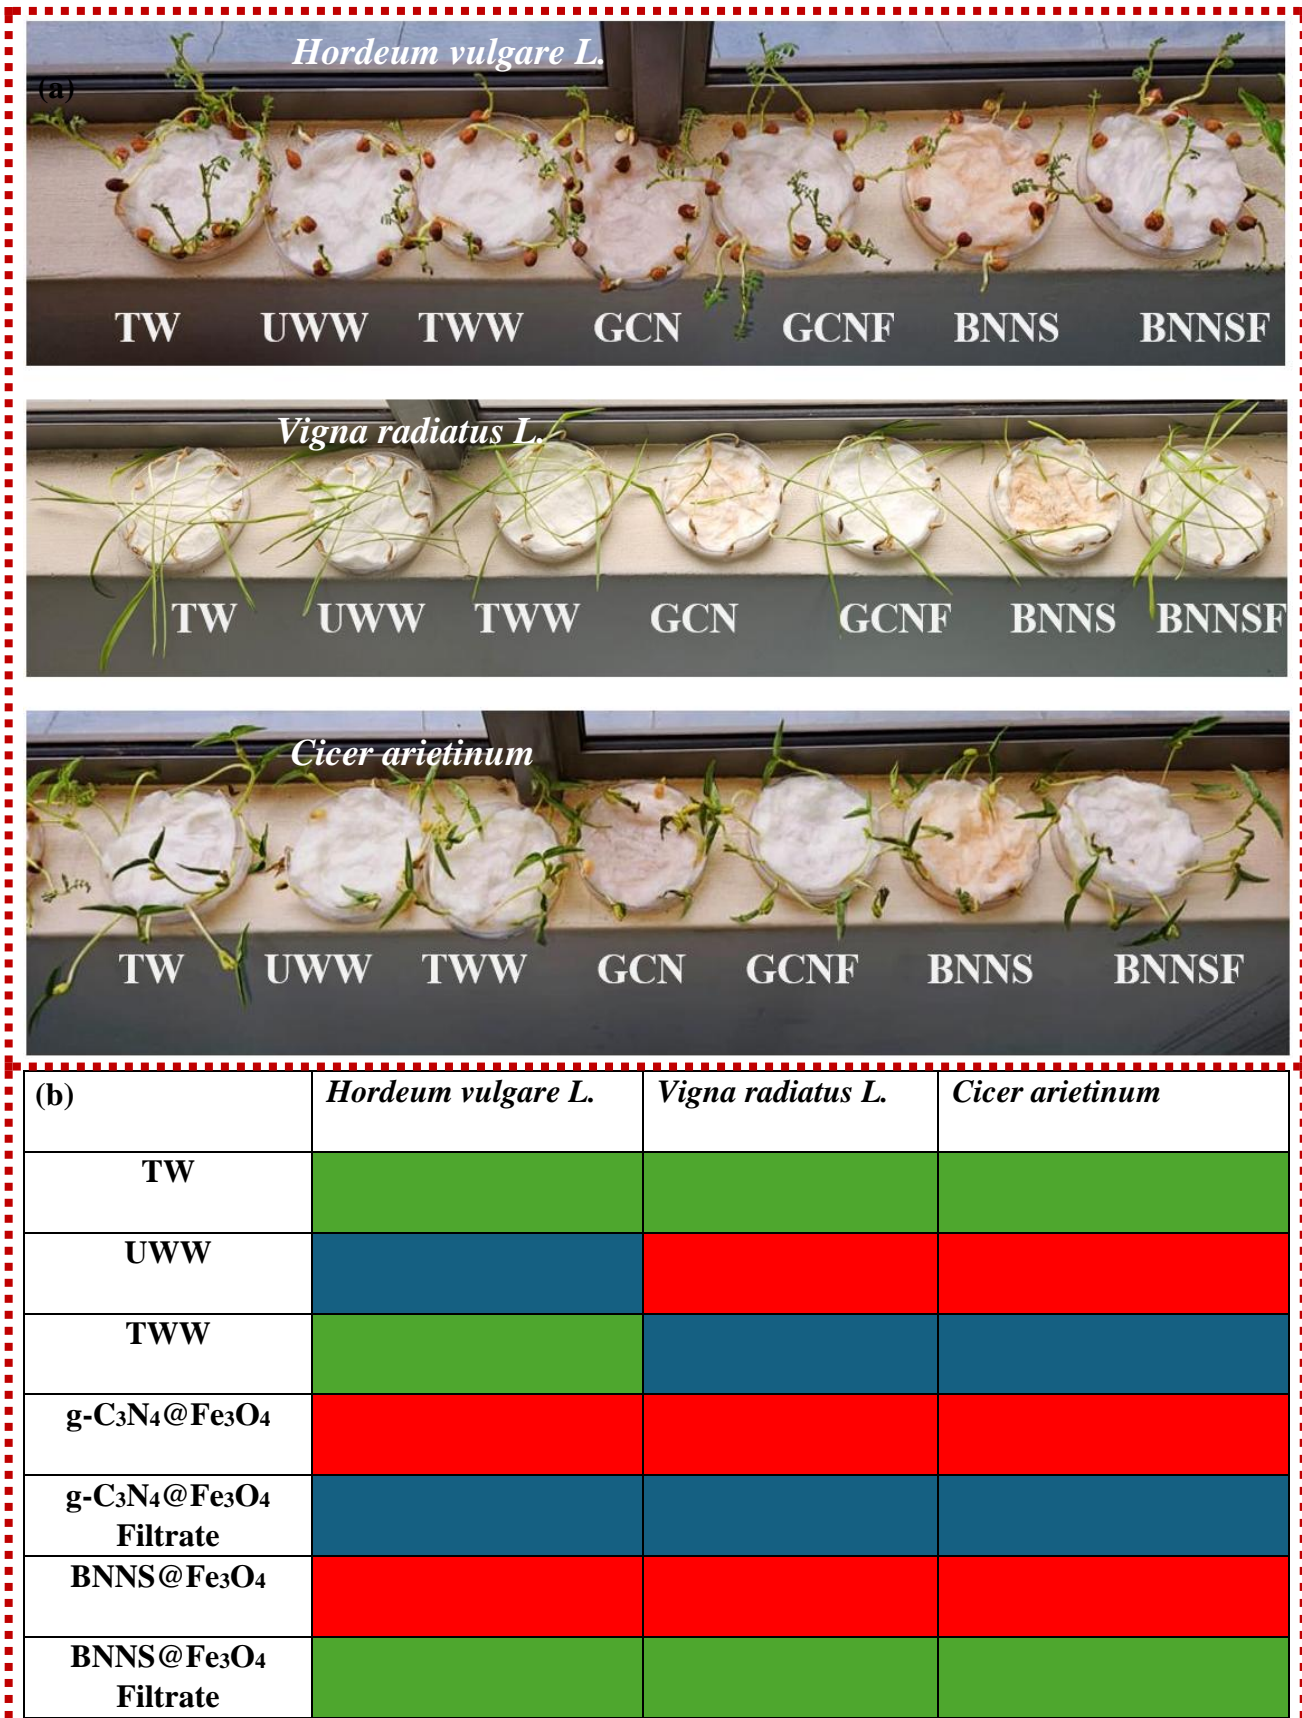 Hordeum vulgare L.
(a)
TW UWW TWW GCN GCNF BNNS BNNSF
Vigna radiatus L.
TW UWW TWW GCN GCNF BNNS BNNSF
Cicer arietinum
TW UWW TWW GCN GCNF BNNS BNNSF
(b) Hordeum vulgare L. Vigna radiatus L. Cicer arietinum
TW
UWW
TWW
g-C₃N₄@Fe₃O₄
g-C₃N₄@Fe₃O₄
Filtrate
BNNS@Fe₃O₄
BNNS@Fe₃O₄
Filtrate